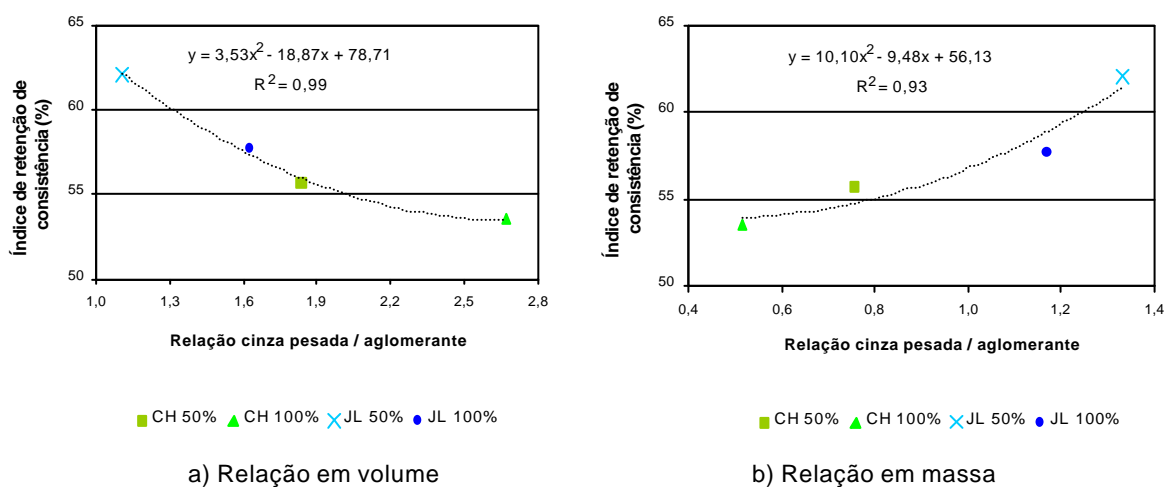 65
60
55
50
y = 3,53x² - 18,87x + 78,71
R² = 0,99
Índice de retenção de
consistência (%)
1,0 1,3 1,6 1,9 2,2 2,5 2,8
Relação cinza pesada / aglomerante
CH 50% CH 100% JL 50% JL 100%
a) Relação em volume
65
60
55
50
y = 10,10x² - 9,48x + 56,13
R² = 0,93
Índice de retenção de
consistência (%)
0,4 0,6 0,8 1,0 1,2 1,4
Relação cinza pesada / aglomerante
CH 50% CH 100% JL 50% JL 100%
b) Relação em massa